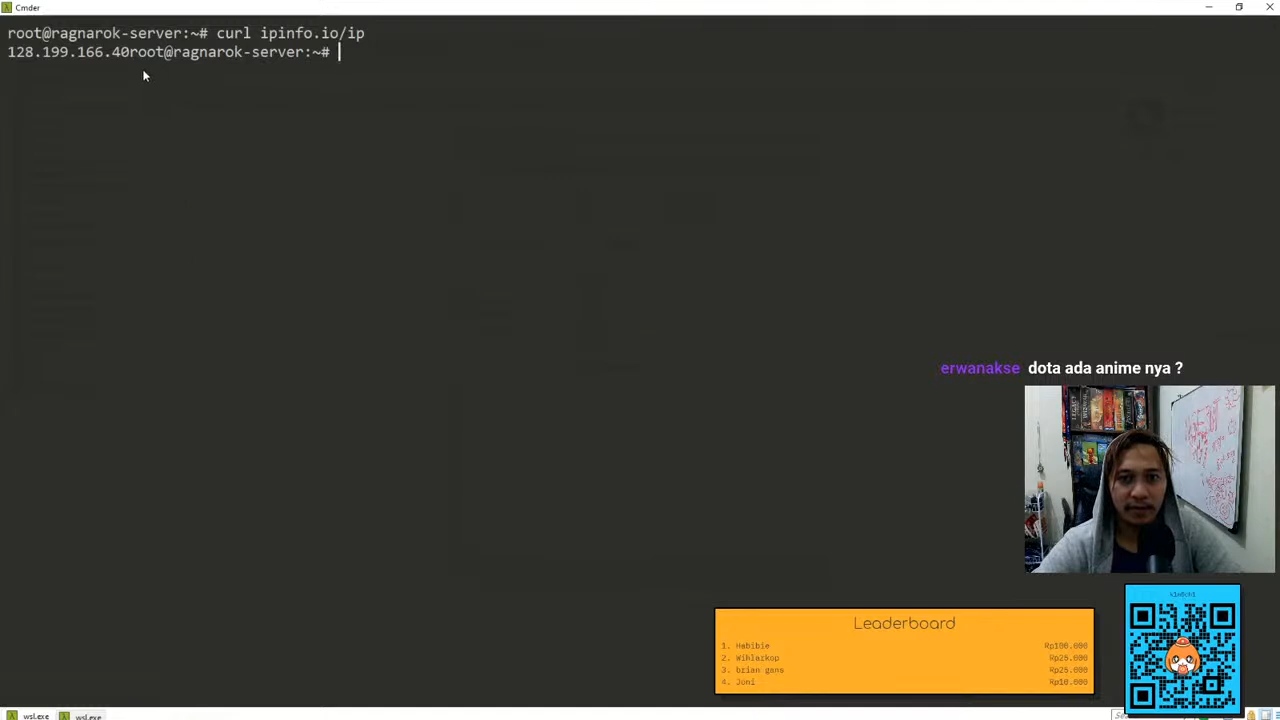 Cmder
root@ragnarok-server:~# curl ipinfo.io/ip
128.199.166.40root@ragnarok-server:~#
erwanakse dota ada anime nya ?
Leaderboard
1. Habibie Rp100.000
2. Wihlarkop Rp25.000
3. brian gans Rp25.000
4. Joni Rp10.000
wsl.exe wsl.exe